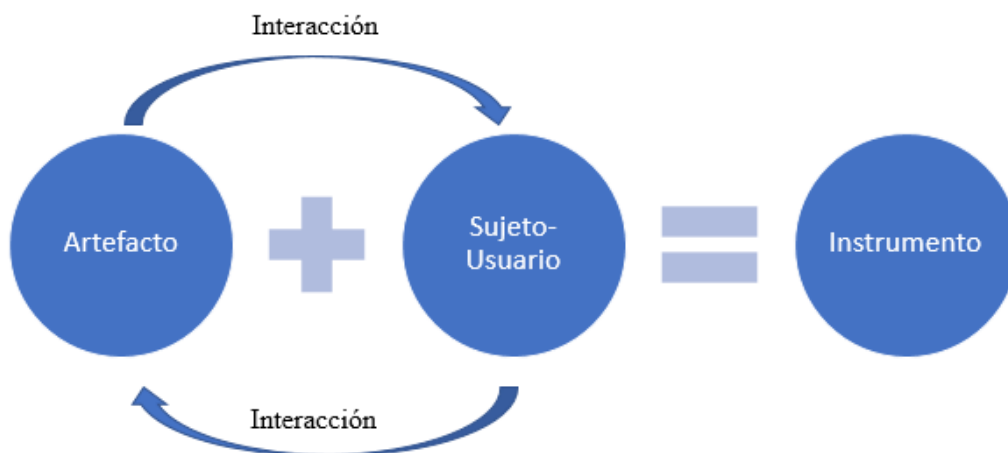 Interacción
Artefacto
Sujeto-
Usuario
Instrumento
Interacción